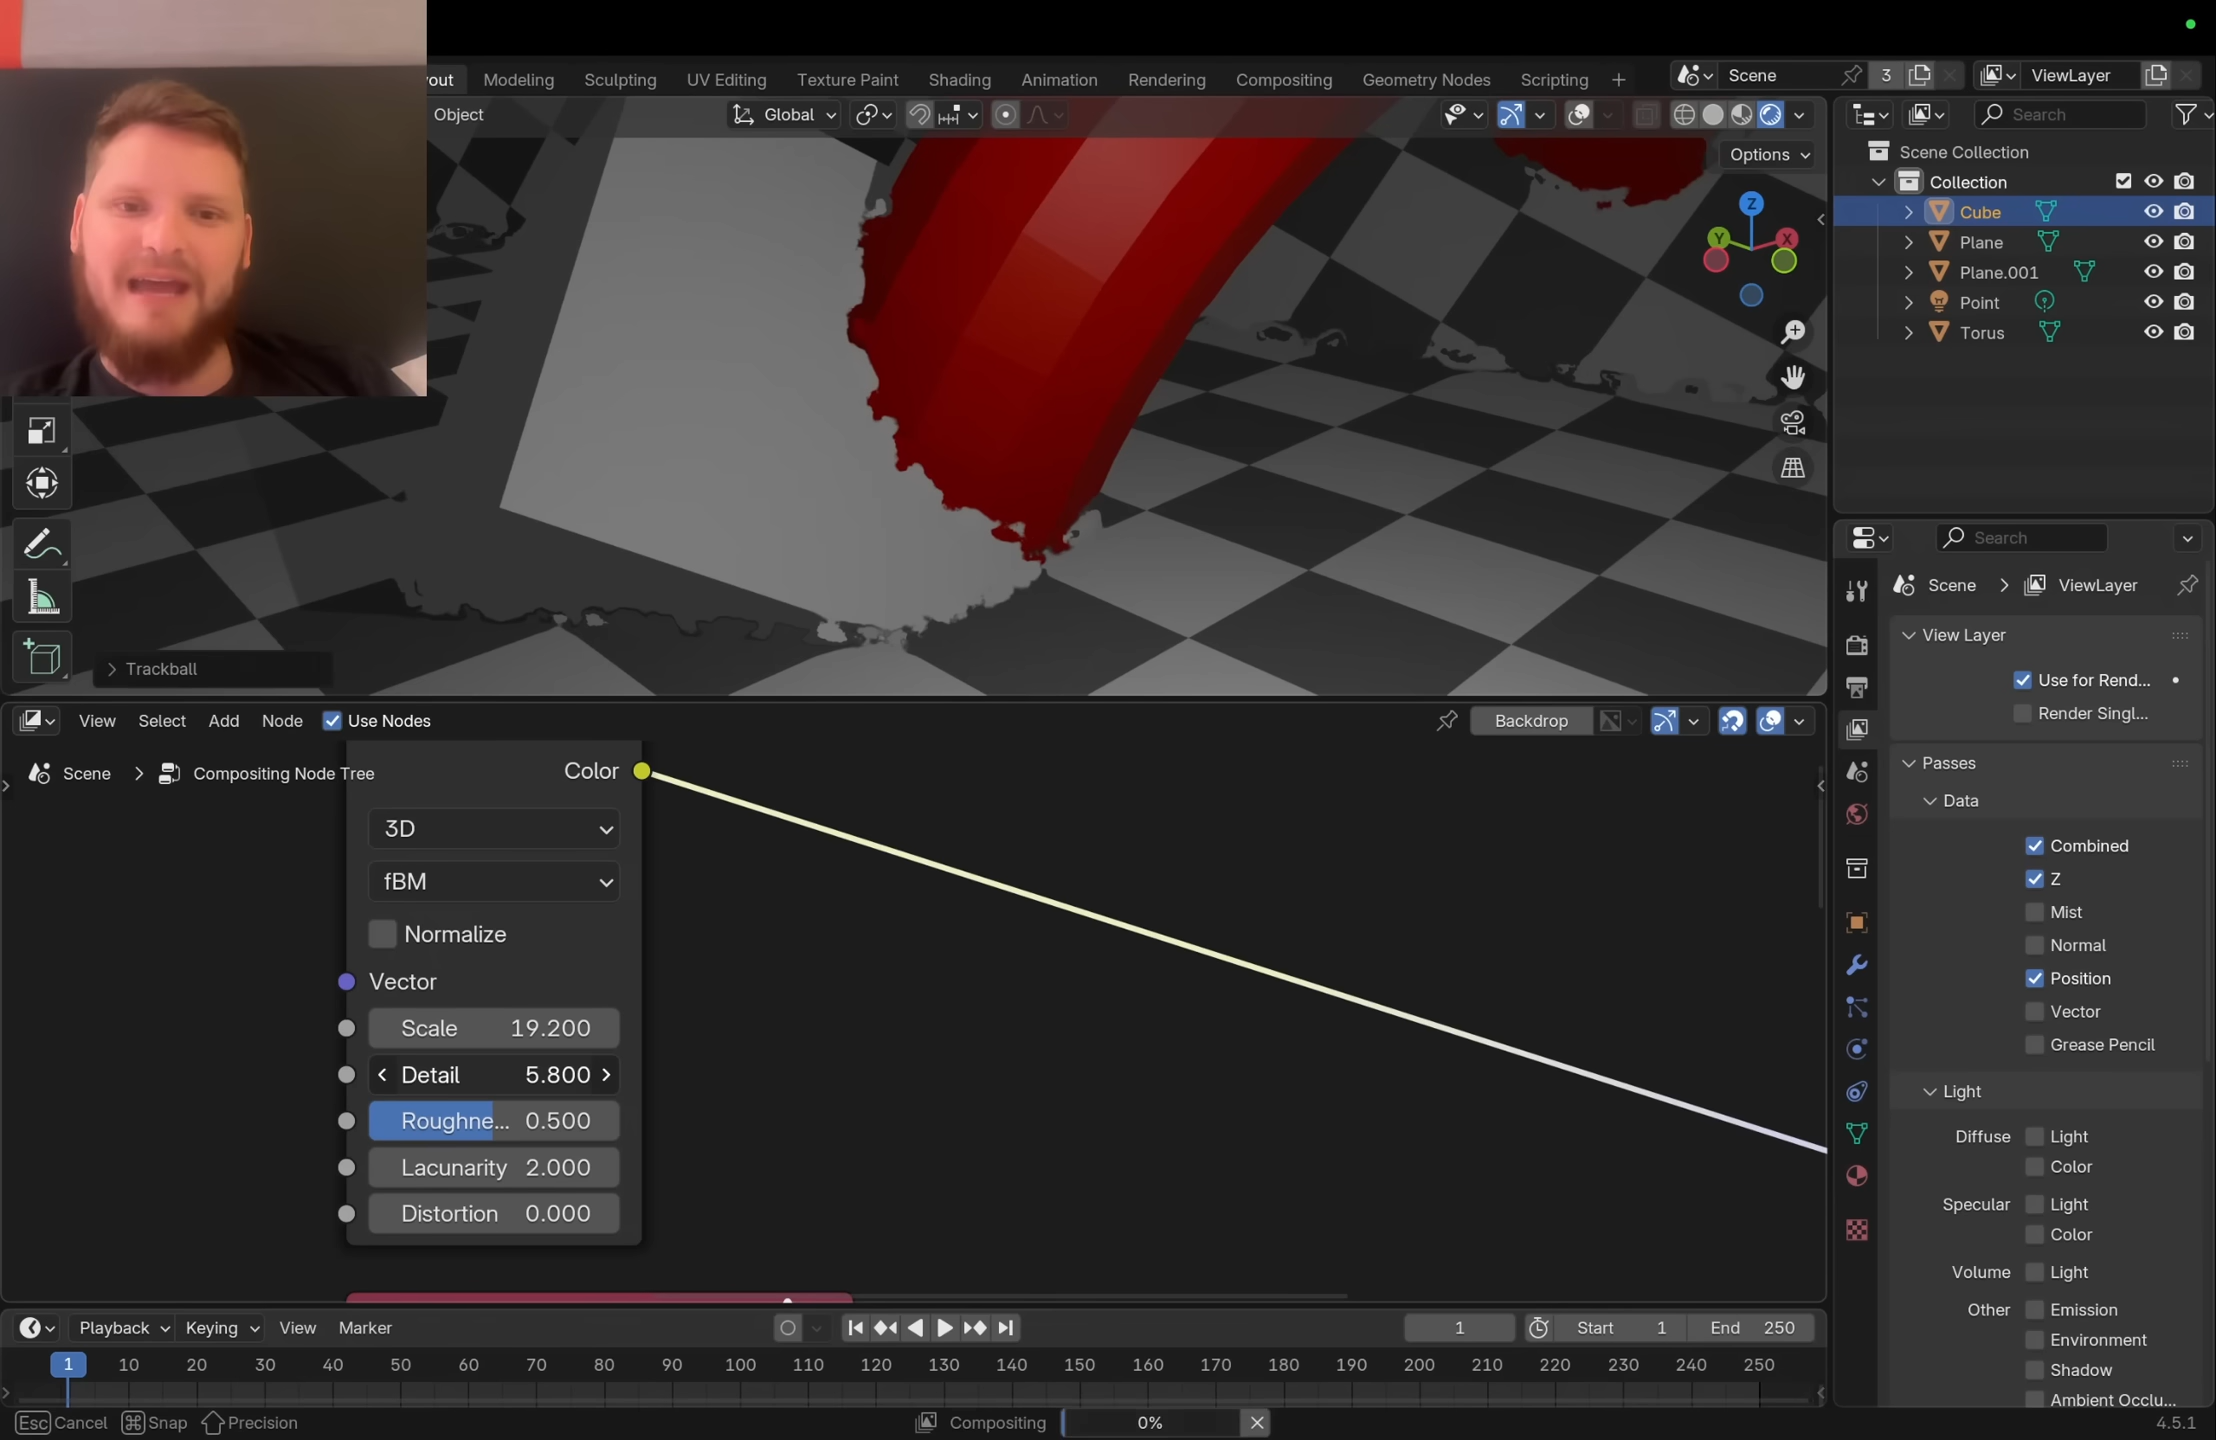 out Modeling Sculpting UV Editing Texture Paint Shading Animation Rendering Compositing Geometry Nodes Scripting + Scene 3 ViewLayer
Object Global Search
Options
Z
Y X
Trackball
Scene Collection
Collection
Cube
Plane
Plane.001
Point
Torus
Search
Scene > ViewLayer
View Layer
Use for Rend...
Render Singl...
Passes
Data
Combined
Z
Mist
Normal
Position
Vector
Grease Pencil
Light
Diffuse Light
Color
Specular Light
Color
Volume Light
Other Emission
Environment
Shadow
Ambient Occlu...
View Select Add Node Use Nodes Backdrop
Scene > Compositing Node Tree
Color
3D
fBM
Normalize
Vector
Scale 19.200
Detail 5.800
Roughne... 0.500
Lacunarity 2.000
Distortion 0.000
Playback Keying View Marker 1 Start 1 End 250
1 10 20 30 40 50 60 70 80 90 100 110 120 130 140 150 160 170 180 190 200 210 220 230 240 250
Esc Cancel ⌘ Snap Precision Compositing 0% 4.5.1